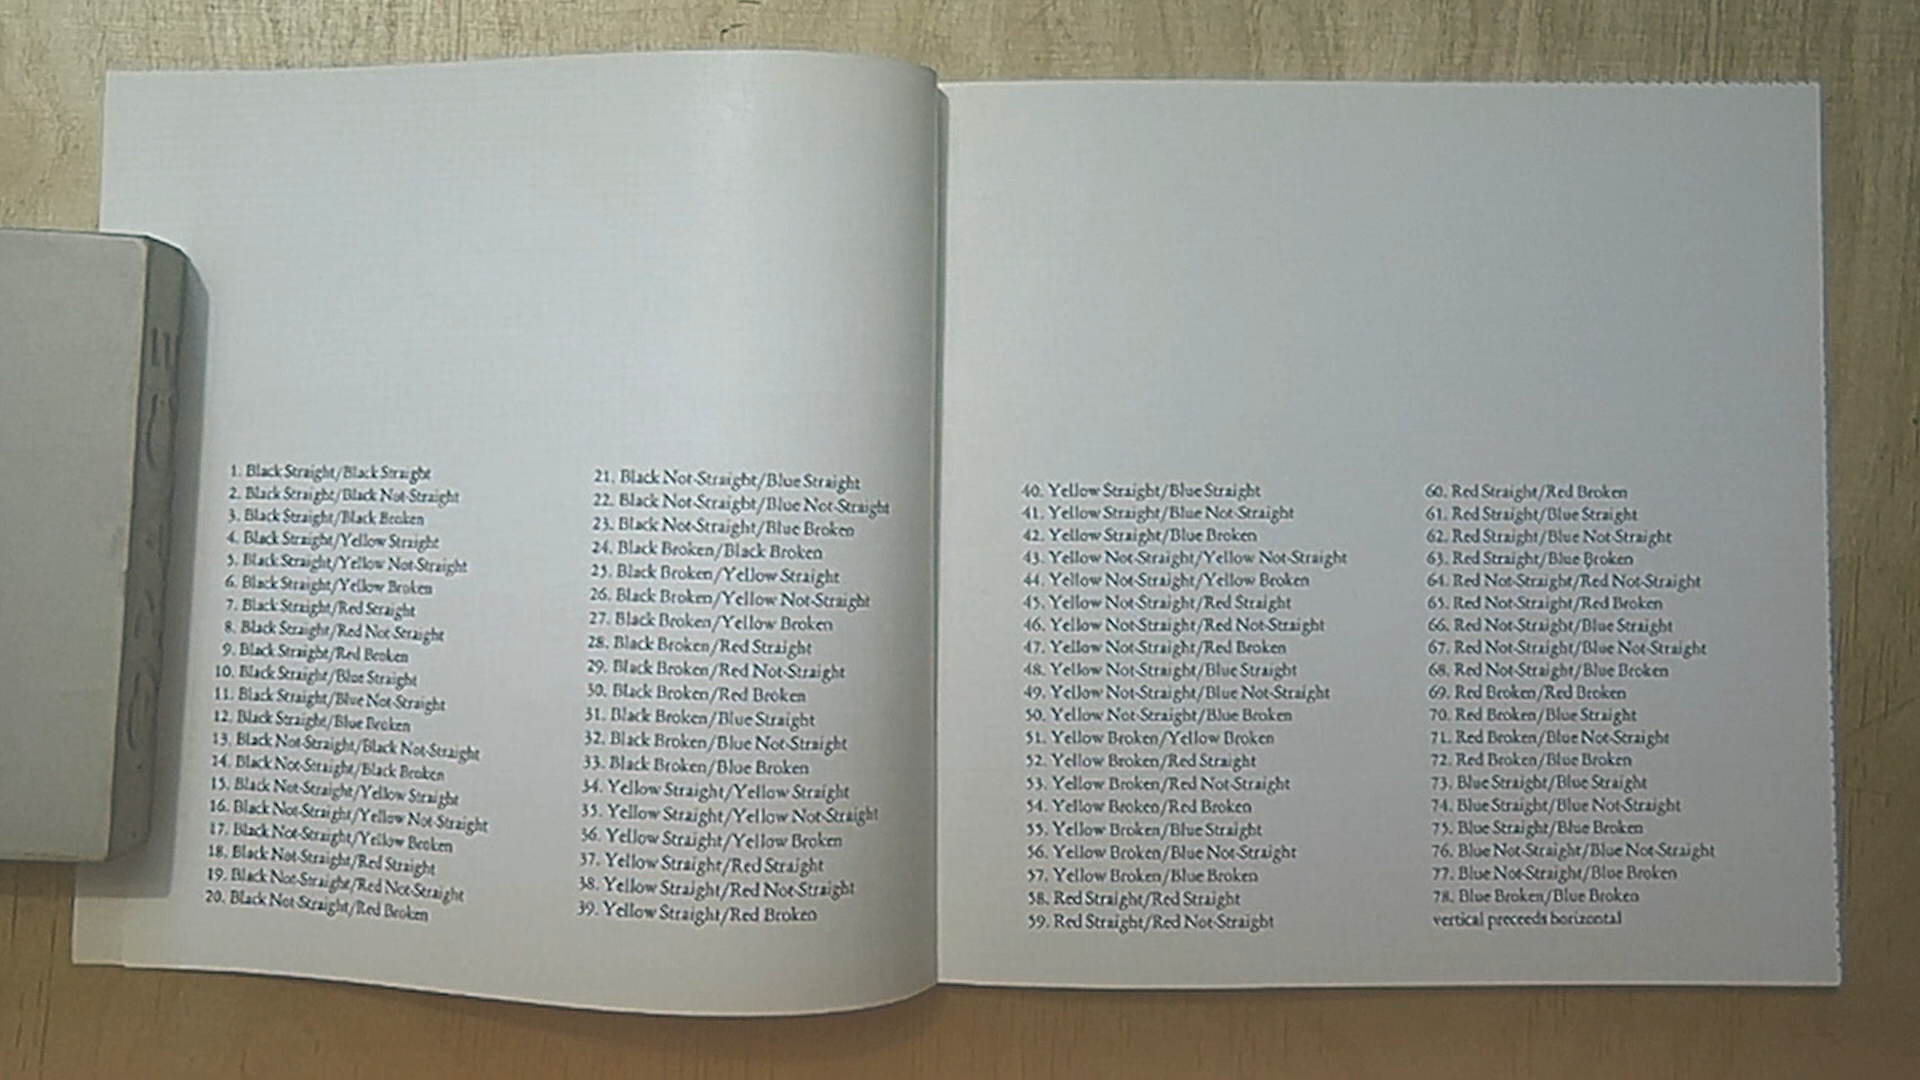 1. Black Straight/Black Straight
2. Black Straight/Black Not-Straight
3. Black Straight/Black Broken
4. Black Straight/Yellow Straight
5. Black Straight/Yellow Not-Straight
6. Black Straight/Yellow Broken
7. Black Straight/Red Straight
8. Black Straight/Red Not-Straight
9. Black Straight/Red Broken
10. Black Straight/Blue Straight
11. Black Straight/Blue Not-Straight
12. Black Straight/Blue Broken
13. Black Not-Straight/Black Not-Straight
14. Black Not-Straight/Black Broken
15. Black Not-Straight/Yellow Straight
16. Black Not-Straight/Yellow Not-Straight
17. Black Not-Straight/Yellow Broken
18. Black Not-Straight/Red Straight
19. Black Not-Straight/Red Not-Straight
20. Black Not-Straight/Red Broken
21. Black Not-Straight/Blue Straight
22. Black Not-Straight/Blue Not-Straight
23. Black Not-Straight/Blue Broken
24. Black Broken/Black Broken
25. Black Broken/Yellow Straight
26. Black Broken/Yellow Not-Straight
27. Black Broken/Yellow Broken
28. Black Broken/Red Straight
29. Black Broken/Red Not-Straight
30. Black Broken/Red Broken
31. Black Broken/Blue Straight
32. Black Broken/Blue Not-Straight
33. Black Broken/Blue Broken
34. Yellow Straight/Yellow Straight
35. Yellow Straight/Yellow Not-Straight
36. Yellow Straight/Yellow Broken
37. Yellow Straight/Red Straight
38. Yellow Straight/Red Not-Straight
39. Yellow Straight/Red Broken
40. Yellow Straight/Blue Straight
41. Yellow Straight/Blue Not-Straight
42. Yellow Straight/Blue Broken
43. Yellow Not-Straight/Yellow Not-Straight
44. Yellow Not-Straight/Yellow Broken
45. Yellow Not-Straight/Red Straight
46. Yellow Not-Straight/Red Not-Straight
47. Yellow Not-Straight/Red Broken
48. Yellow Not-Straight/Blue Straight
49. Yellow Not-Straight/Blue Not-Straight
50. Yellow Not-Straight/Blue Broken
51. Yellow Broken/Yellow Broken
52. Yellow Broken/Red Straight
53. Yellow Broken/Red Not-Straight
54. Yellow Broken/Red Broken
55. Yellow Broken/Blue Straight
56. Yellow Broken/Blue Not-Straight
57. Yellow Broken/Blue Broken
58. Red Straight/Red Straight
59. Red Straight/Red Not-Straight
60. Red Straight/Red Broken
61. Red Straight/Blue Straight
62. Red Straight/Blue Not-Straight
63. Red Straight/Blue Broken
64. Red Not-Straight/Red Not-Straight
65. Red Not-Straight/Red Broken
66. Red Not-Straight/Blue Straight
67. Red Not-Straight/Blue Not-Straight
68. Red Not-Straight/Blue Broken
69. Red Broken/Red Broken
70. Red Broken/Blue Straight
71. Red Broken/Blue Not-Straight
72. Red Broken/Blue Broken
73. Blue Straight/Blue Straight
74. Blue Straight/Blue Not-Straight
75. Blue Straight/Blue Broken
76. Blue Not-Straight/Blue Not-Straight
77. Blue Not-Straight/Blue Broken
78. Blue Broken/Blue Broken
vertical preceeds horizontal